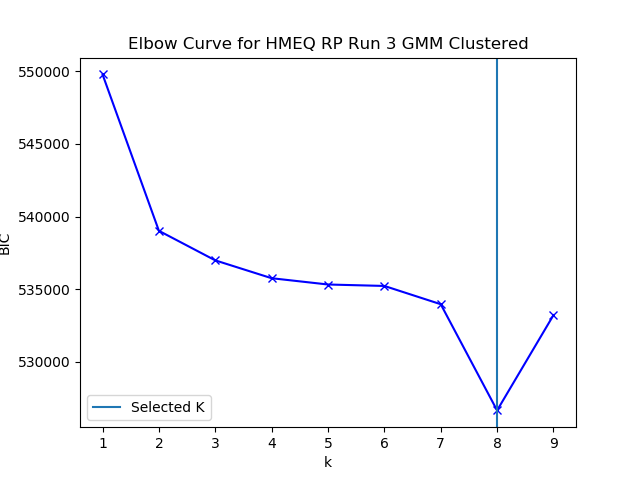 Elbow Curve for HMEQ RP Run 3 GMM Clustered
550000
545000
540000
535000
530000
BIC
Selected K
1 2 3 4 5 6 7 8 9
k